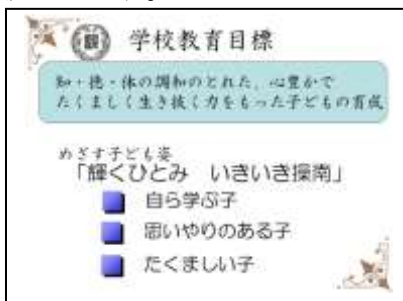 学校教育目標
知・徳・体の調和のとれた、心豊かで
たくましく生き抜く力をもった子どもの育成
めざす子ども姿
「輝くひとみ　いきいき操南」
自ら学ぶ子
思いやりのある子
たくましい子